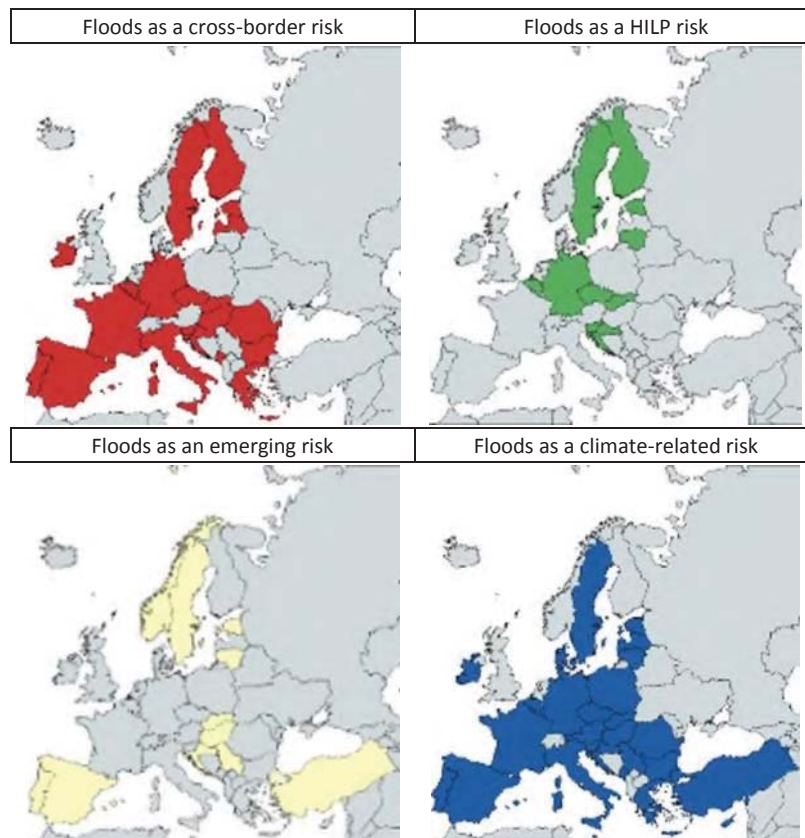 Floods as a cross-border risk
Floods as a HILP risk
Floods as an emerging risk
Floods as a climate-related risk